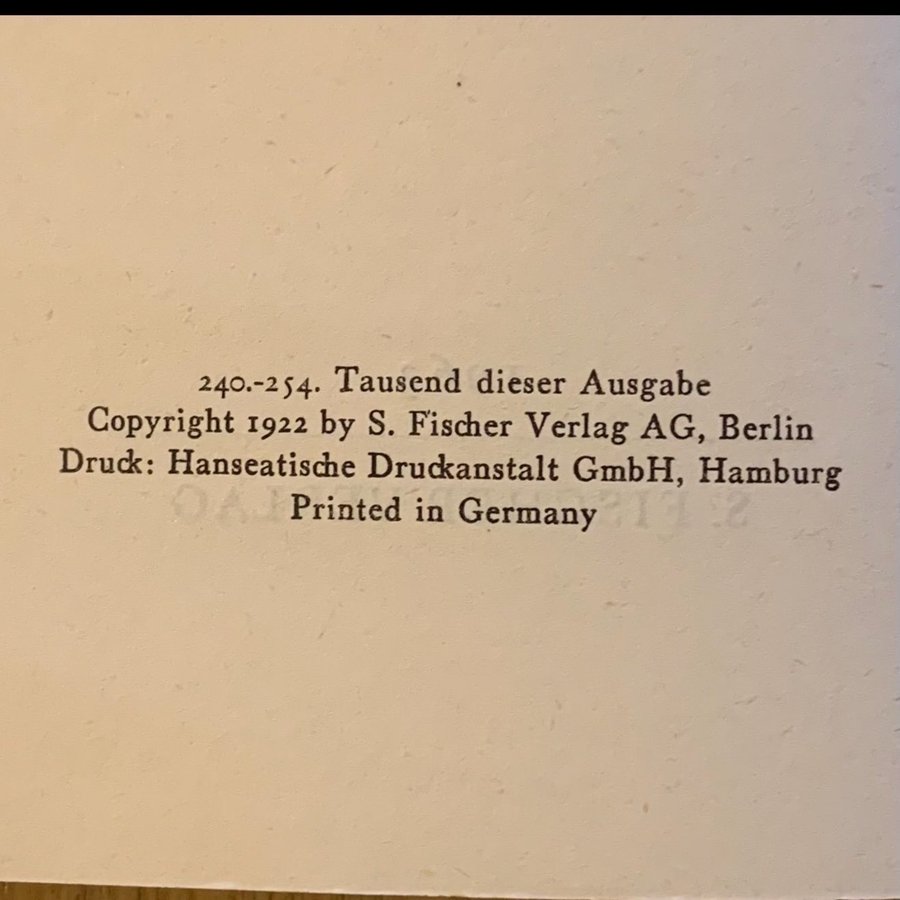 240.-254. Tausend dieser Ausgabe
Copyright 1922 by S. Fischer Verlag AG, Berlin
Druck: Hanseatische Druckanstalt GmbH, Hamburg
Printed in Germany